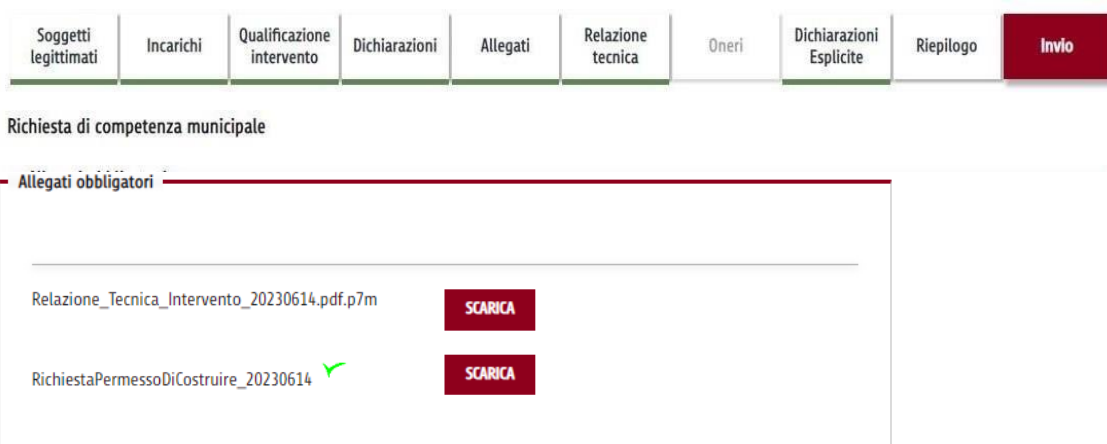 Soggetti legittimati
Incarichi
Qualificazione intervento
Dichiarazioni
Allegati
Relazione tecnica
Oneri
Dichiarazioni Esplicite
Riepilogo
Invio
Richiesta di competenza municipale
Allegati obbligatori
Relazione_Tecnica_Intervento_20230614.pdf.p7m
SCARICA
RichiestaPermessoDiCostruire_20230614
SCARICA